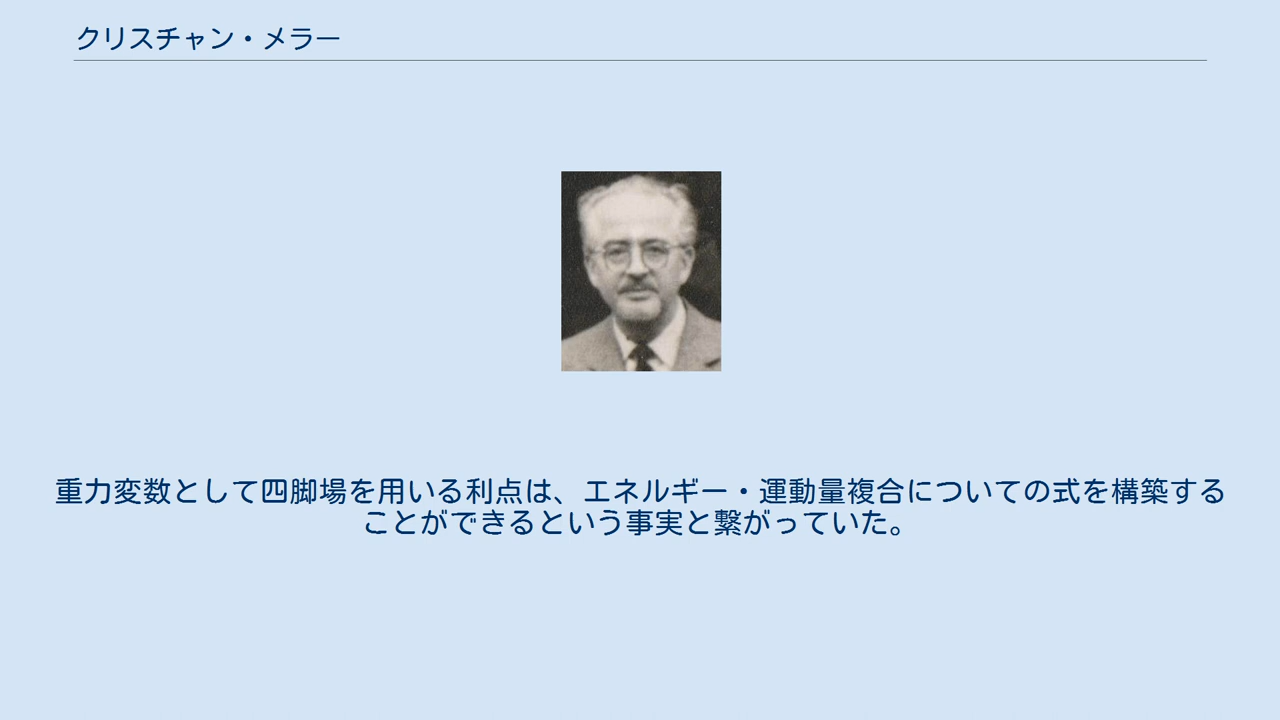 クリスチャン・メラー
重力変数として四脚場を用いる利点は、エネルギー・運動量複合についての式を構築する
ことができるという事実と繋がっていた。